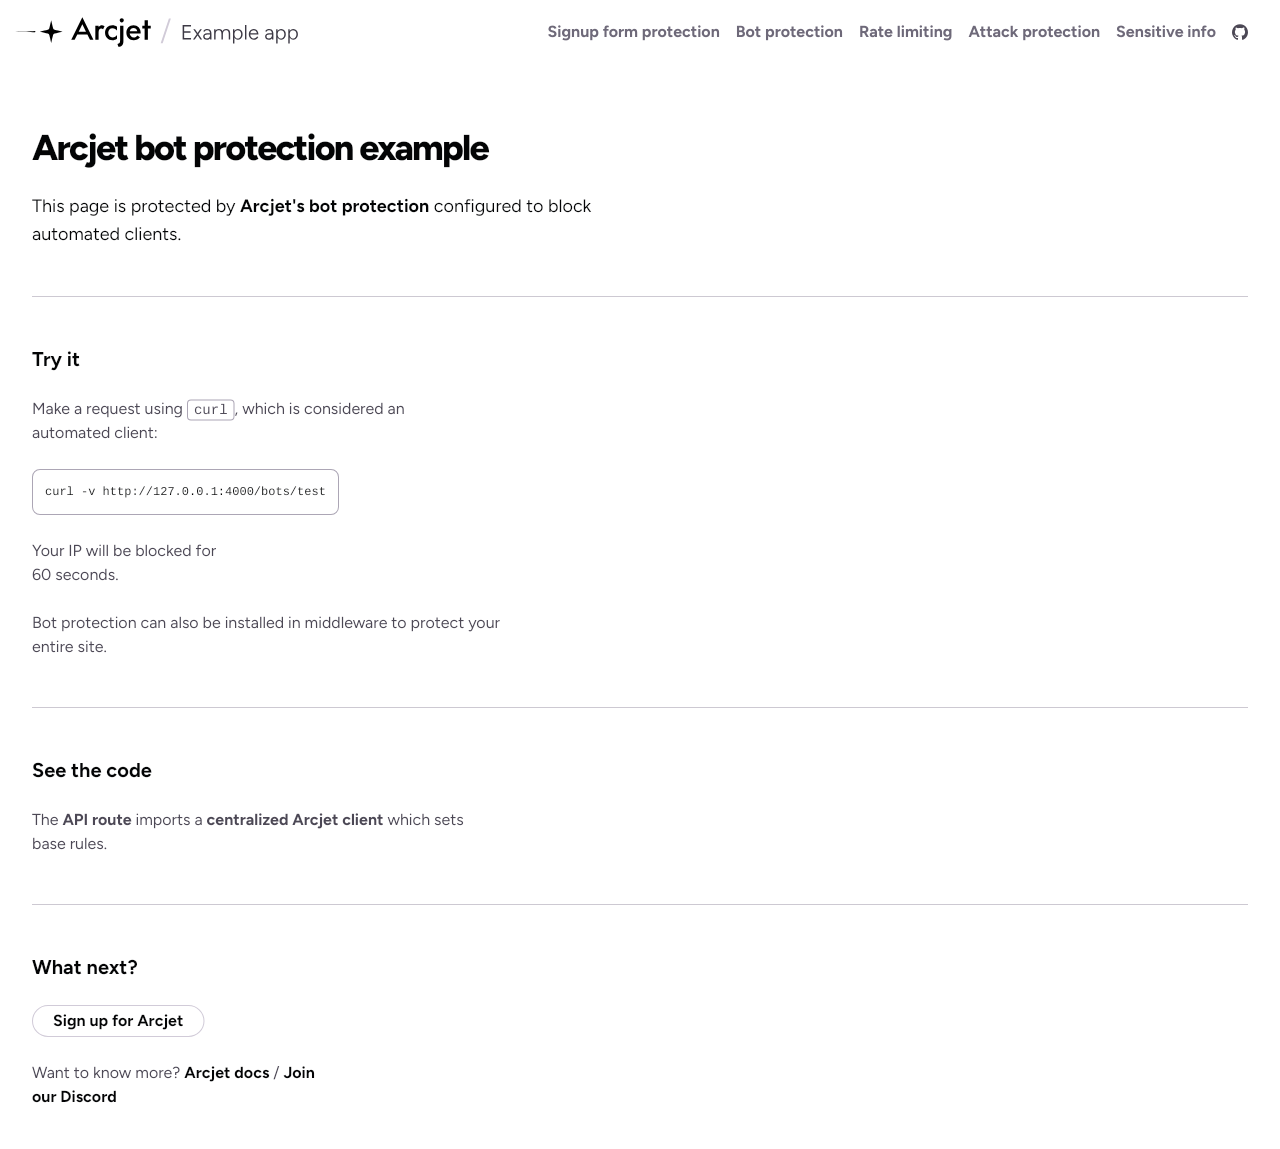 Arcjet / Example app
Signup form protection Bot protection Rate limiting Attack protection Sensitive info
Arcjet bot protection example
This page is protected by Arcjet's bot protection configured to block
automated clients.
Try it
Make a request using curl, which is considered an
automated client:
curl -v http://127.0.0.1:4000/bots/test
Your IP will be blocked for
60 seconds.
Bot protection can also be installed in middleware to protect your
entire site.
See the code
The API route imports a centralized Arcjet client which sets
base rules.
What next?
Sign up for Arcjet
Want to know more? Arcjet docs / Join
our Discord